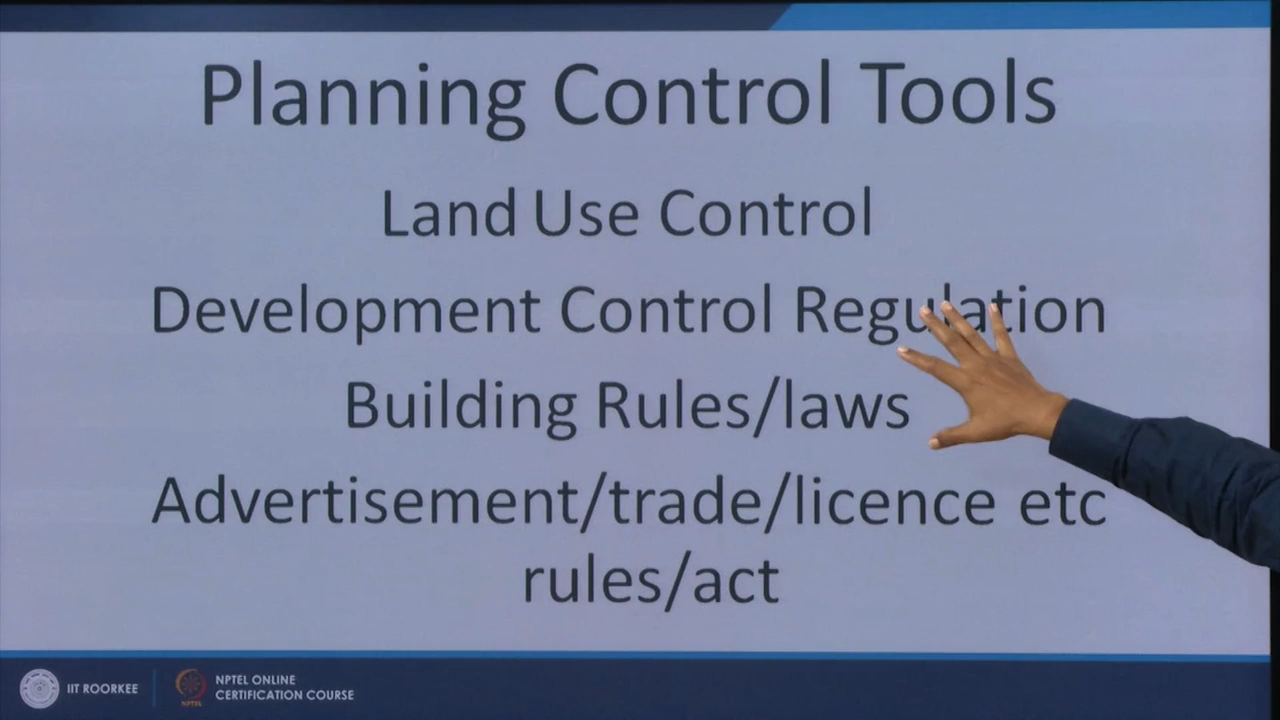 Planning Control Tools
Land Use Control
Development Control Regulation
Building Rules/laws
Advertisement/trade/licence etc
rules/act
IIT ROORKEE
NPTEL ONLINE
CERTIFICATION COURSE
NPTEL